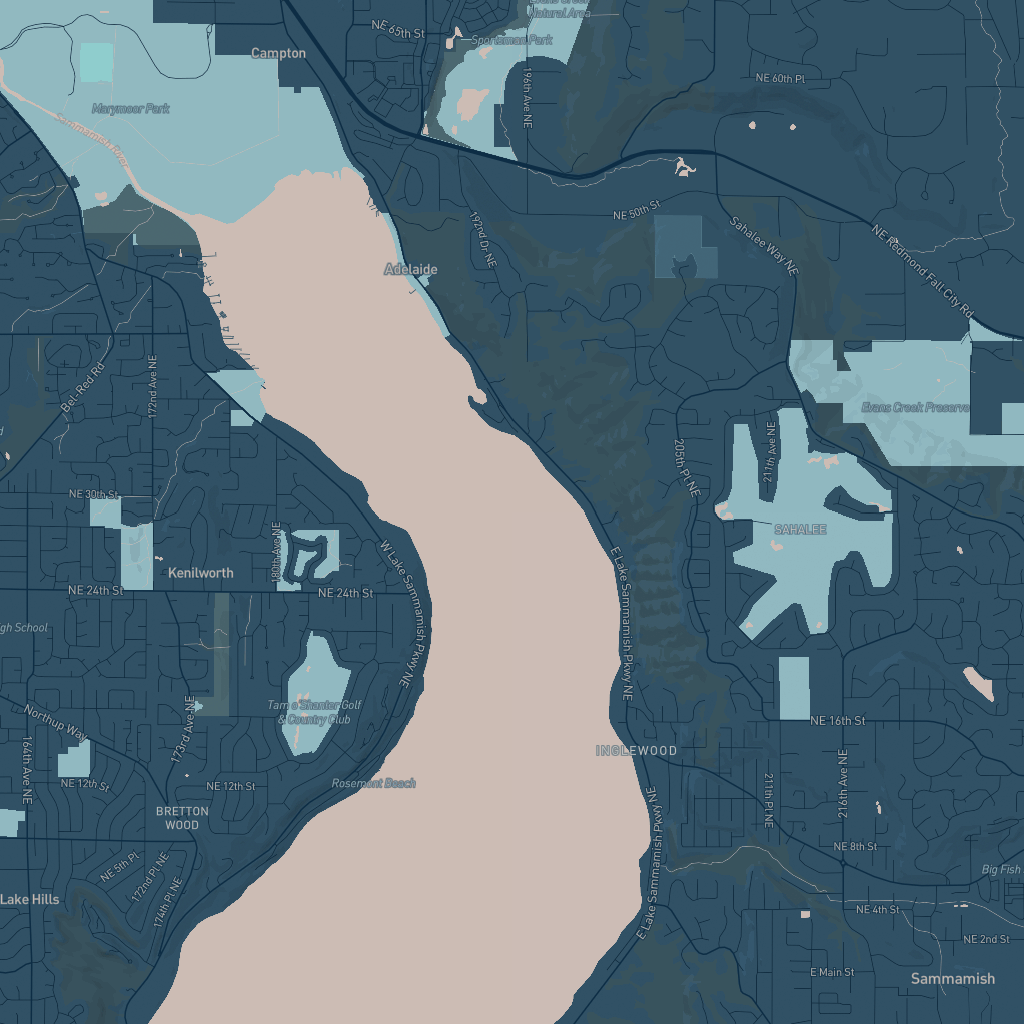 Evans Creek
Natural Area
NE 65th St
Sportsman Park
Campton
NE 60th Pl
196th Ave NE
Marymoor Park
Sammamish River
NE 50th St
192nd Dr NE
Sahalee Way NE
NE Redmond Fall City Rd
Adelaide
Bel-Red Rd
172nd Ave NE
Evans Creek Preserve
211th Ave NE
205th Pl NE
NE 30th St
SAHALEE
180th Ave NE
W Lake Sammamish Pkwy NE
E Lake Sammamish Pkwy NE
Kenilworth
NE 24th St
NE 24th St
High School
Tam o'Shanter Golf
& Country Club
Northup Way
173rd Ave NE
164th Ave NE
NE 16th St
INGLEWOOD
216th Ave NE
211th Pl NE
NE 12th St
NE 12th St
Rosemont Beach
BRETTON
WOOD
E Lake Sammamish Pkwy NE
NE 8th St
NE 5th Pl
172nd Pl NE
174th Pl NE
Big Fish
Lake Hills
NE 4th St
NE 2nd St
E Main St
Sammamish